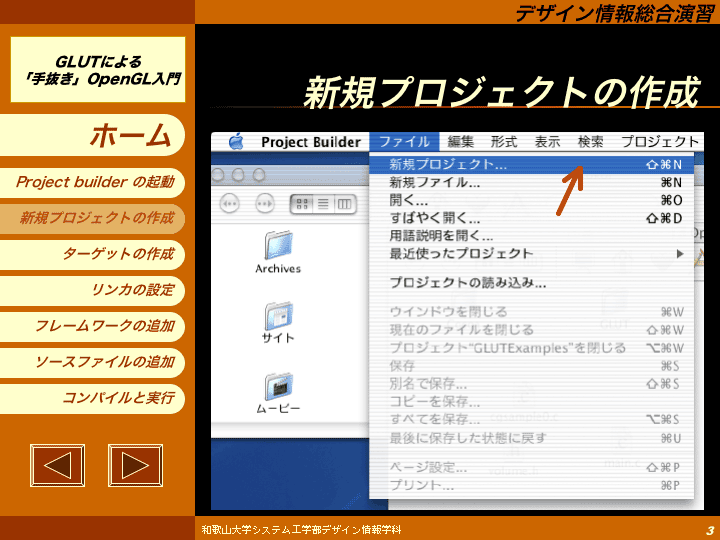 デザイン情報総合演習
GLUTによる
「手抜き」OpenGL入門
新規プロジェクトの作成
ホーム
Project builder の起動
新規プロジェクトの作成
ターゲットの作成
リンカの設定
フレームワークの追加
ソースファイルの追加
コンパイルと実行
Project Builder ファイル 編集 形式 表示 検索 プロジェクト
新規プロジェクト... ⇧⌘N
新規ファイル... ⌘N
開く... ⌘O
すばやく開く... ⇧⌘D
用語説明を開く...
最近使ったプロジェクト
プロジェクトの読み込み...
ウインドウを閉じる ⌘W
現在のファイルを閉じる ⇧⌘W
プロジェクト“GLUTExamples”を閉じる ⌥⌘W
保存 ⌘S
別名で保存... ⇧⌘S
コピーを保存...
すべてを保存... ⌥⌘S
最後に保存した状態に戻す ⌘U
ページ設定... ⇧⌘P
プリント... ⌘P
Archives
サイト
ムービー
和歌山大学システム工学部デザイン情報学科
3